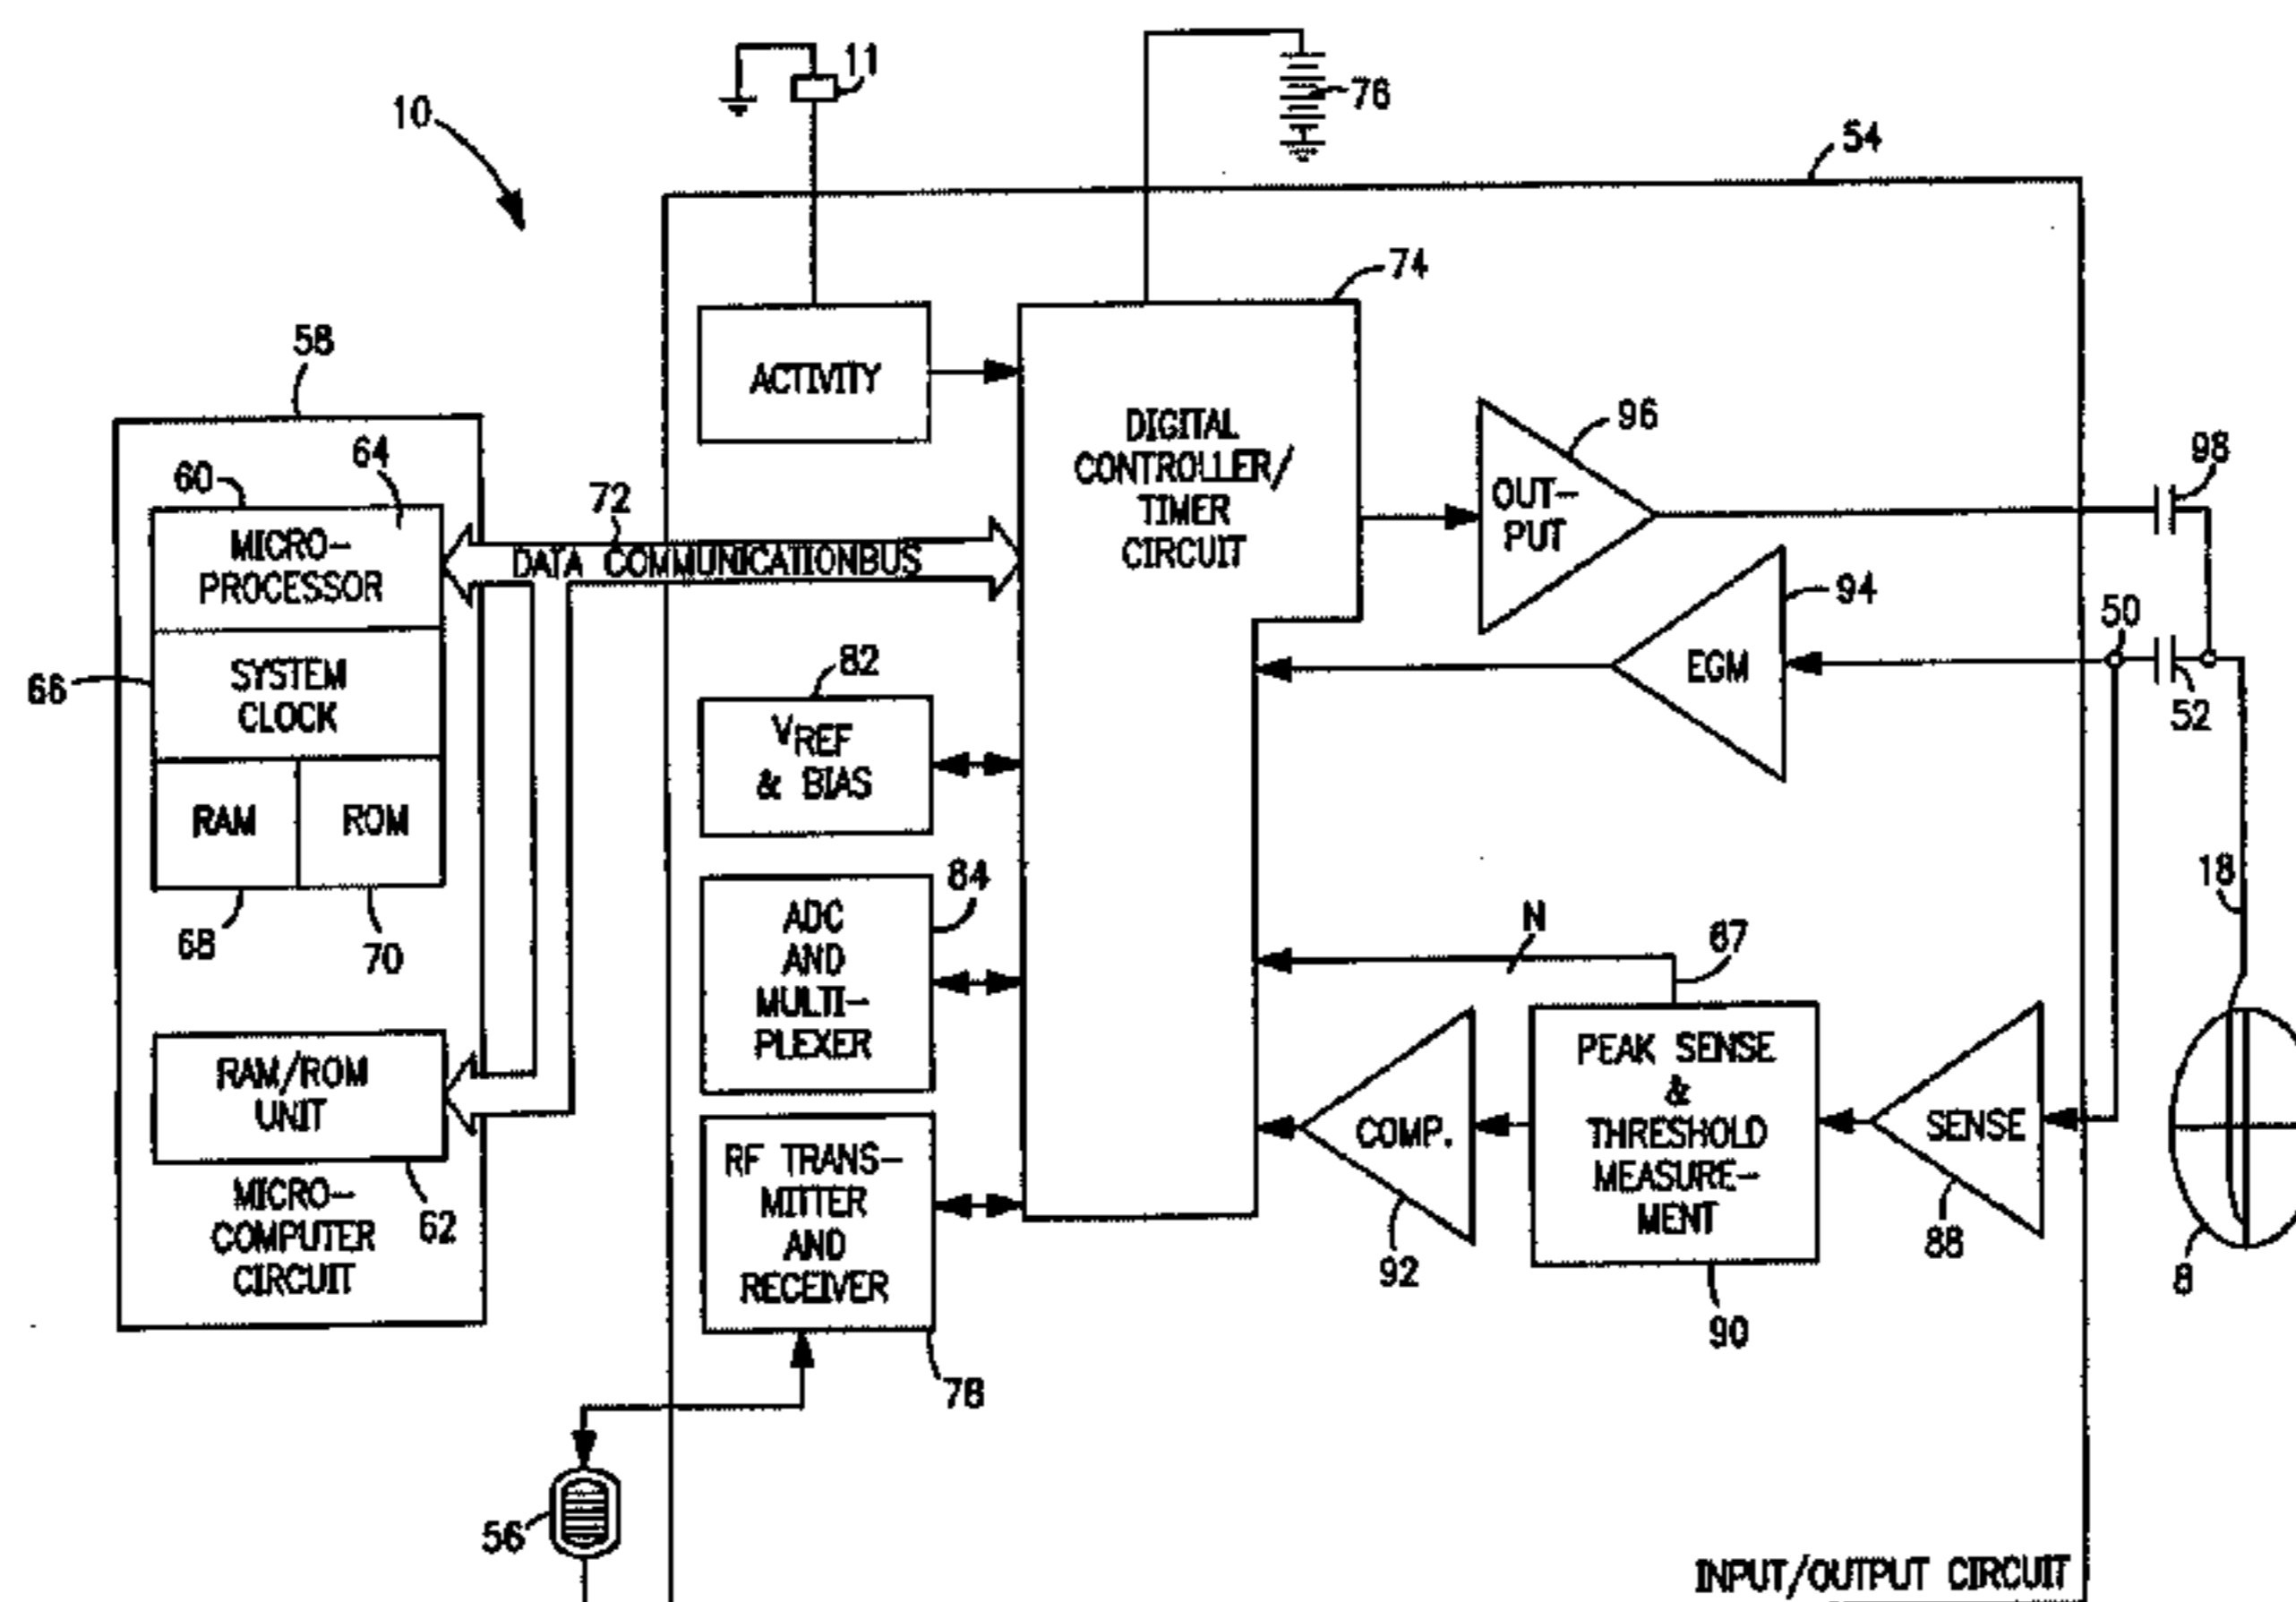 11
76
10
54
74
58
ACTIVITY
DIGITAL
CONTROLLER/
TIMER
CIRCUIT
96
64
98
60
72
OUT-
PUT
MICRO-
PROCESSOR
DATA COMMUNICATIONBUS
94
50
82
EGM
66
SYSTEM
CLOCK
52
VREF
& BIAS
RAM
ROM
84
18
ADC
AND
MULTI-
PLEXER
N
67
68
70
PEAK SENSE
&
THRESHOLD
MEASURE-
MENT
RAM/ROM
UNIT
COMP.
SENSE
RF TRANS-
MITTER
AND
RECEIVER
MICRO-
COMPUTER
CIRCUIT
62
92
88
8
90
78
56
INPUT/OUTPUT CIRCUIT